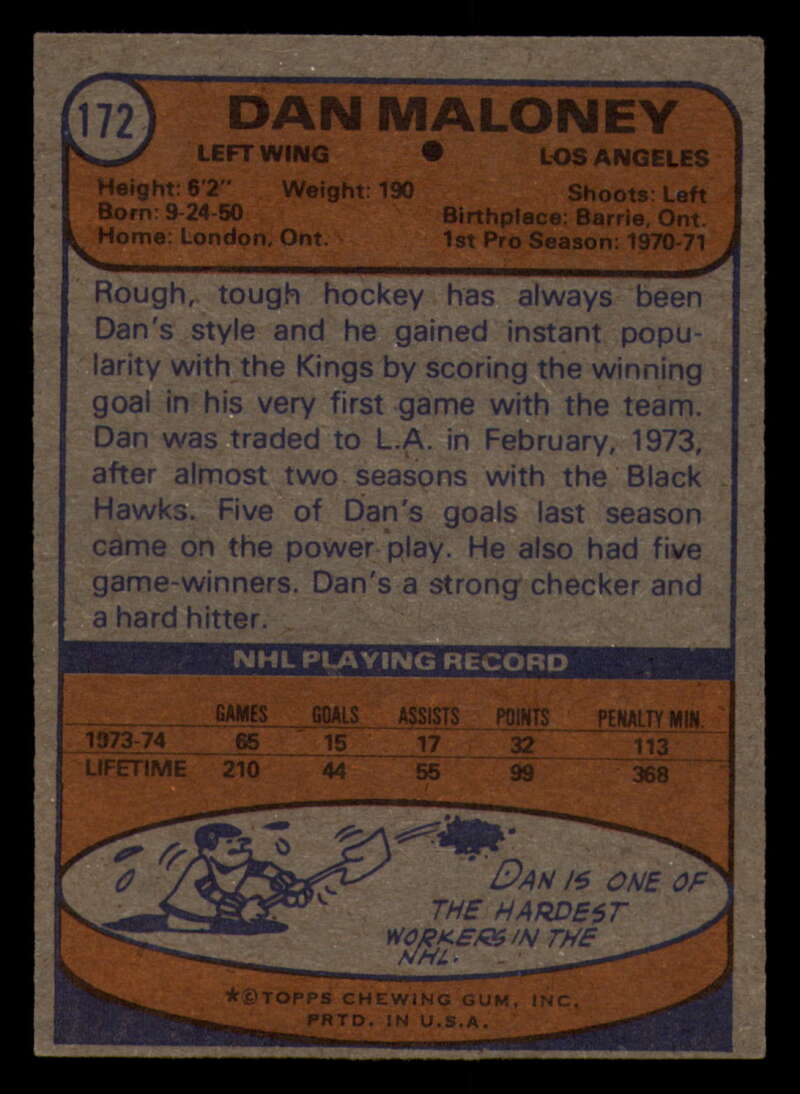 172
DAN MALONEY
LEFT WING ● LOS ANGELES
Height: 6'2" Weight: 190 Shoots: Left
Born: 9-24-50 Birthplace: Barrie, Ont.
Home: London, Ont. 1st Pro Season: 1970-71
Rough, tough hockey has always been
Dan's style and he gained instant popu-
larity with the Kings by scoring the winning
goal in his very first game with the team.
Dan was traded to L.A. in February, 1973,
after almost two seasons with the Black
Hawks. Five of Dan's goals last season
came on the power play. He also had five
game-winners. Dan's a strong checker and
a hard hitter.
NHL PLAYING RECORD
GAMES GOALS ASSISTS POINTS PENALTY MIN.
1973-74 65 15 17 32 113
LIFETIME 210 44 55 99 368
DAN IS ONE OF
THE HARDEST
WORKERS IN THE
NHL.
*©TOPPS CHEWING GUM, INC.
PRTD. IN U.S.A.